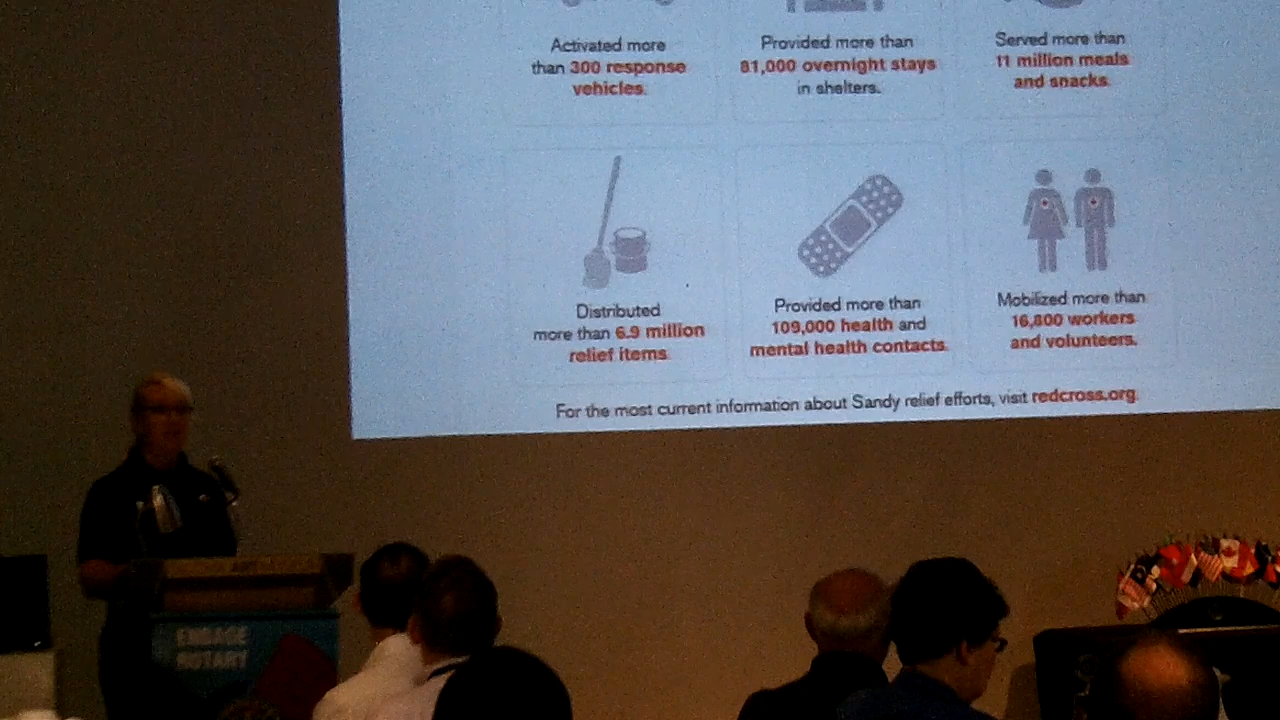 Activated more
than 300 response
vehicles.
Provided more than
81,000 overnight stays
in shelters.
Served more than
11 million meals
and snacks.
Distributed
more than 6.9 million
relief items.
Provided more than
109,000 health and
mental health contacts.
Mobilized more than
16,800 workers
and volunteers.
For the most current information about Sandy relief efforts, visit redcross.org.
ENGAGE
ROTARY